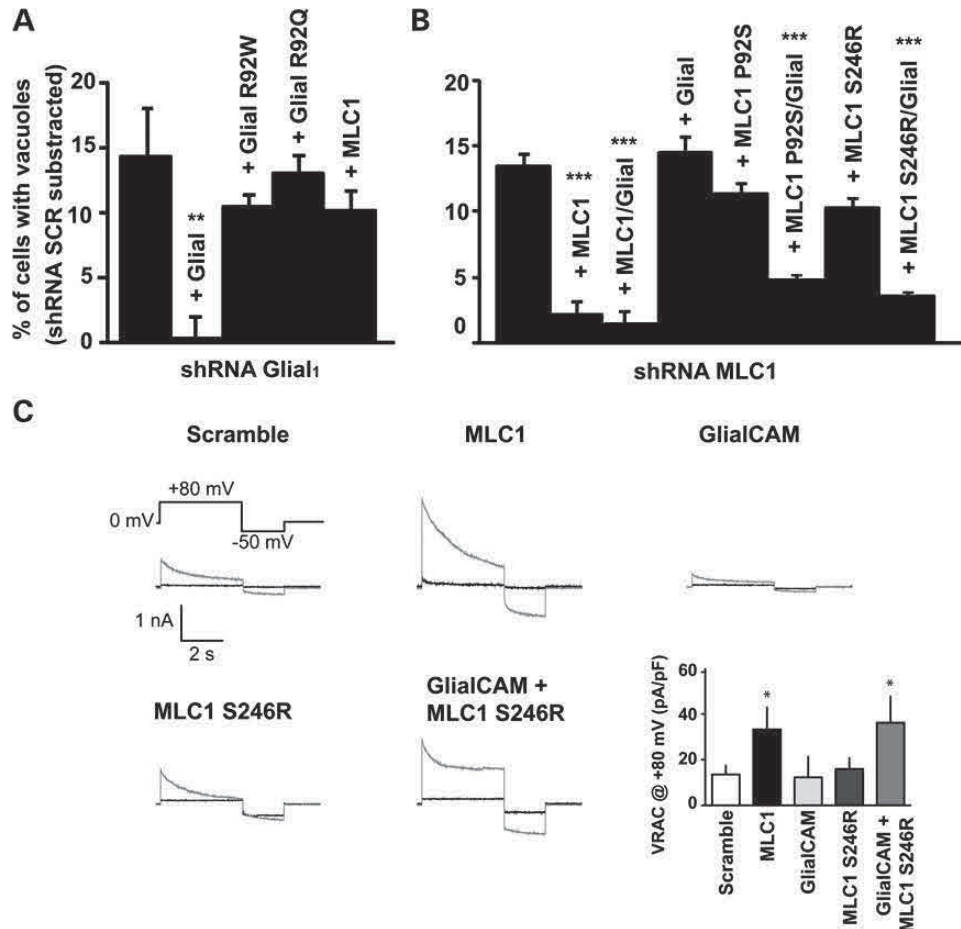 A
% of cells with vacuoles
(shRNA SCR substracted)
20
15
10
5
0
+ Glial **
+ Glial R92W
+ Glial R92Q
+ MLC1
shRNA Glial1
B
20
15
10
5
0
+ MLC1 ***
+ MLC1/Glial ***
+ Glial
+ MLC1 P92S
+ MLC1 P92S/Glial ***
+ MLC1 S246R
+ MLC1 S246R/Glial ***
shRNA MLC1
C
Scramble
MLC1
GlialCAM
+80 mV
0 mV
-50 mV
1 nA
2 s
MLC1 S246R
GlialCAM +
MLC1 S246R
VRAC @ +80 mV (pA/pF)
60
40
20
0
*
*
Scramble
MLC1
GlialCAM
MLC1 S246R
GlialCAM +
MLC1 S246R